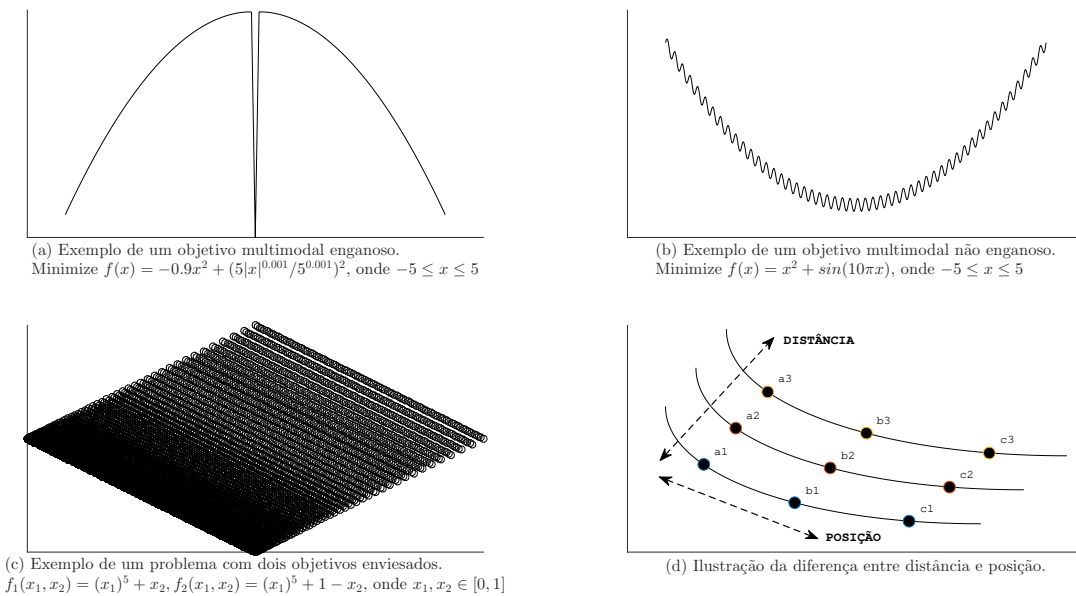 (a) Exemplo de um objetivo multimodal enganoso.
Minimize f(x) = −0.9x² + (5|x|^0.001/5^0.001)², onde −5 ≤ x ≤ 5
(b) Exemplo de um objetivo multimodal não enganoso.
Minimize f(x) = x² + sin(10πx), onde −5 ≤ x ≤ 5
(c) Exemplo de um problema com dois objetivos enviesados.
f₁(x₁, x₂) = (x₁)⁵ + x₂, f₂(x₁, x₂) = (x₁)⁵ + 1 − x₂, onde x₁, x₂ ∈ [0, 1]
DISTÂNCIA
a3
b3
c3
a2
b2
c2
a1
b1
c1
POSIÇÃO
(d) Ilustração da diferença entre distância e posição.